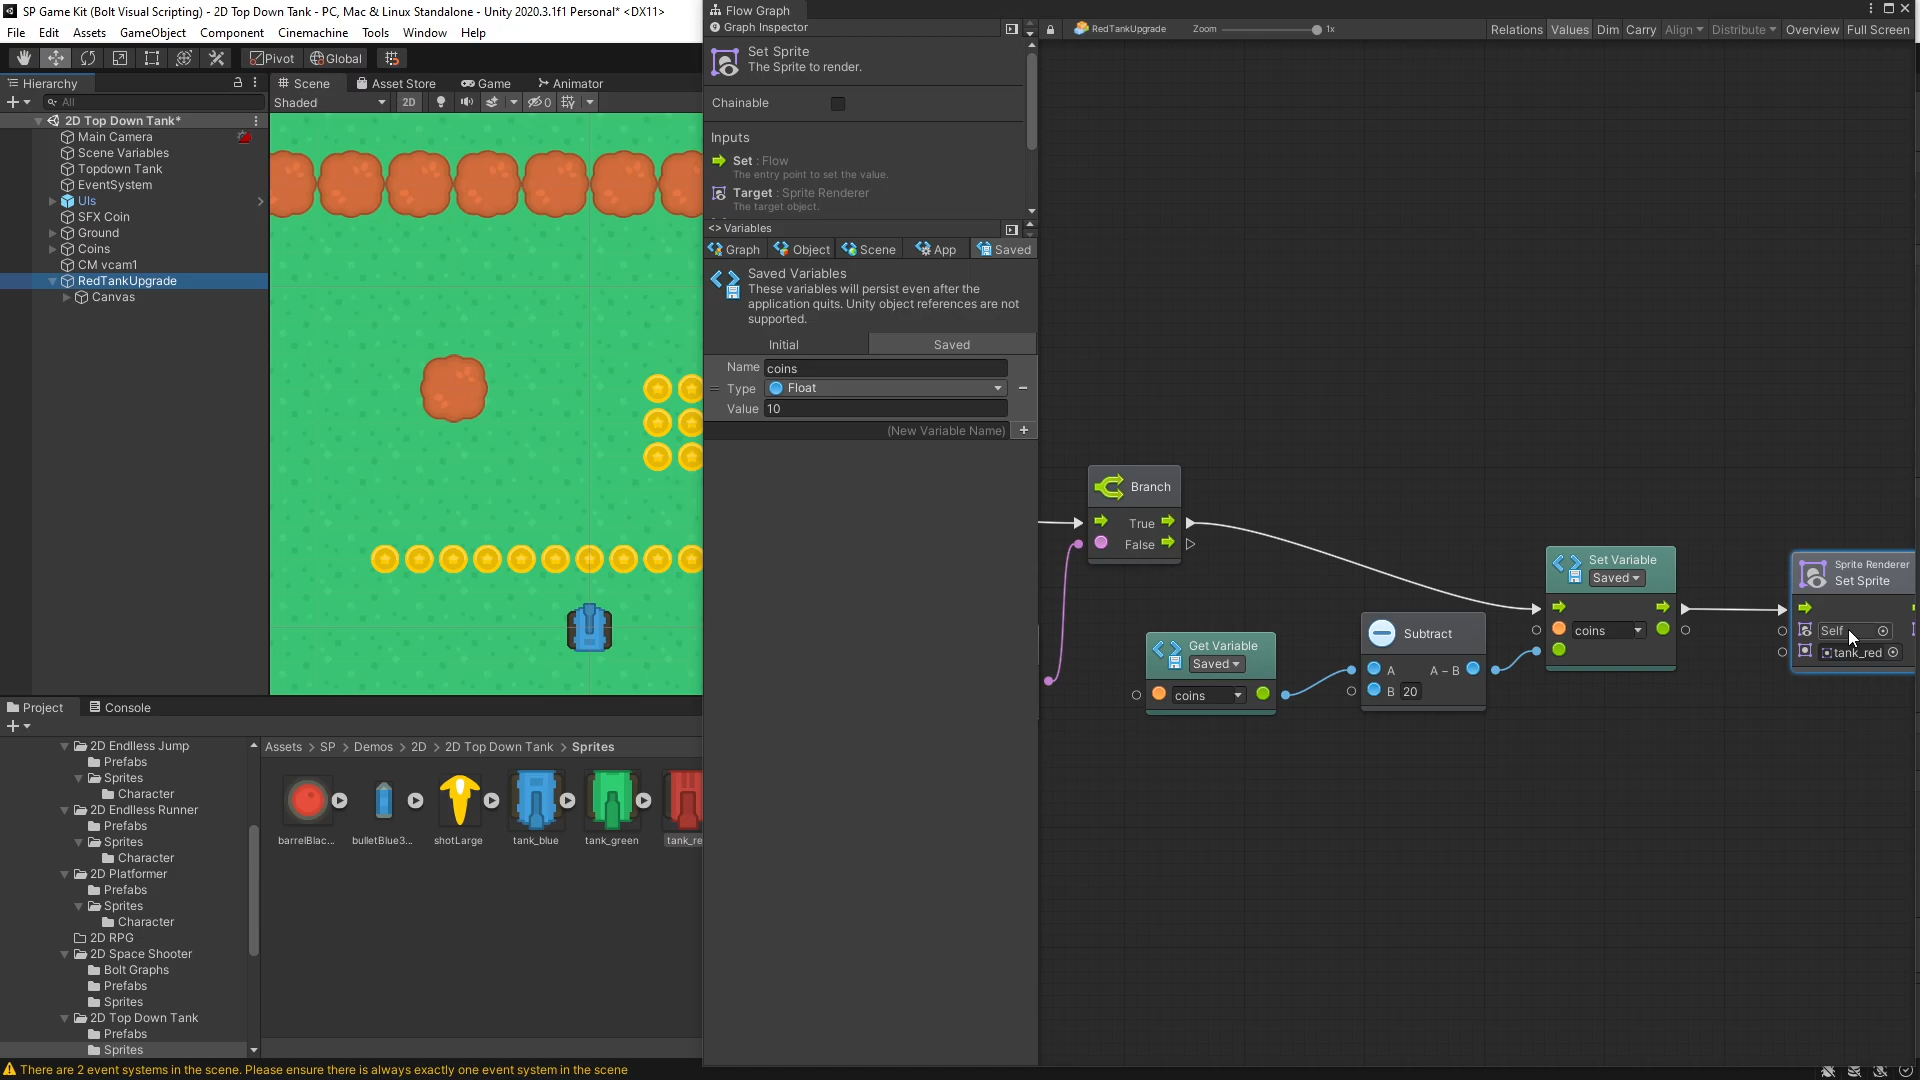 SP Game Kit (Bolt Visual Scripting) - 2D Top Down Tank - PC, Mac & Linux Standalone - Unity 2020.3.1f1 Personal* <DX11>
File Edit Assets GameObject Component Cinemachine Tools Window Help
Pivot Global
Hierarchy
All
2D Top Down Tank*
Main Camera
Scene Variables
Topdown Tank
EventSystem
UIs
SFX Coin
Ground
Coins
CM vcam1
RedTankUpgrade
Canvas
Scene Asset Store Game Animator
Shaded 2D 0
Flow Graph
Graph Inspector
Set Sprite
The Sprite to render.
Chainable
Inputs
Set : Flow
The entry point to set the value.
Target : Sprite Renderer
The target object.
<> Variables
Graph Object Scene App Saved
Saved Variables
These variables will persist even after the
application quits. Unity object references are not
supported.
Initial Saved
Name coins
Type Float
Value 10
(New Variable Name)
RedTankUpgrade Zoom 1x Relations Values Dim Carry Align Distribute Overview Full Screen
Branch
True
False
Get Variable
Saved
coins
Subtract
A A – B
B 20
Set Variable
Saved
coins
Sprite Renderer
Set Sprite
Self
tank_red
Project Console
2D Endless Jump
Prefabs
Sprites
Character
2D Endless Runner
Prefabs
Sprites
Character
2D Platformer
Prefabs
Sprites
Character
2D RPG
2D Space Shooter
Bolt Graphs
Prefabs
Sprites
2D Top Down Tank
Prefabs
Sprites
Assets > SP > Demos > 2D > 2D Top Down Tank > Sprites
barrelBlac... bulletBlue3... shotLarge tank_blue tank_green tank_re
There are 2 event systems in the scene. Please ensure there is always exactly one event system in the scene